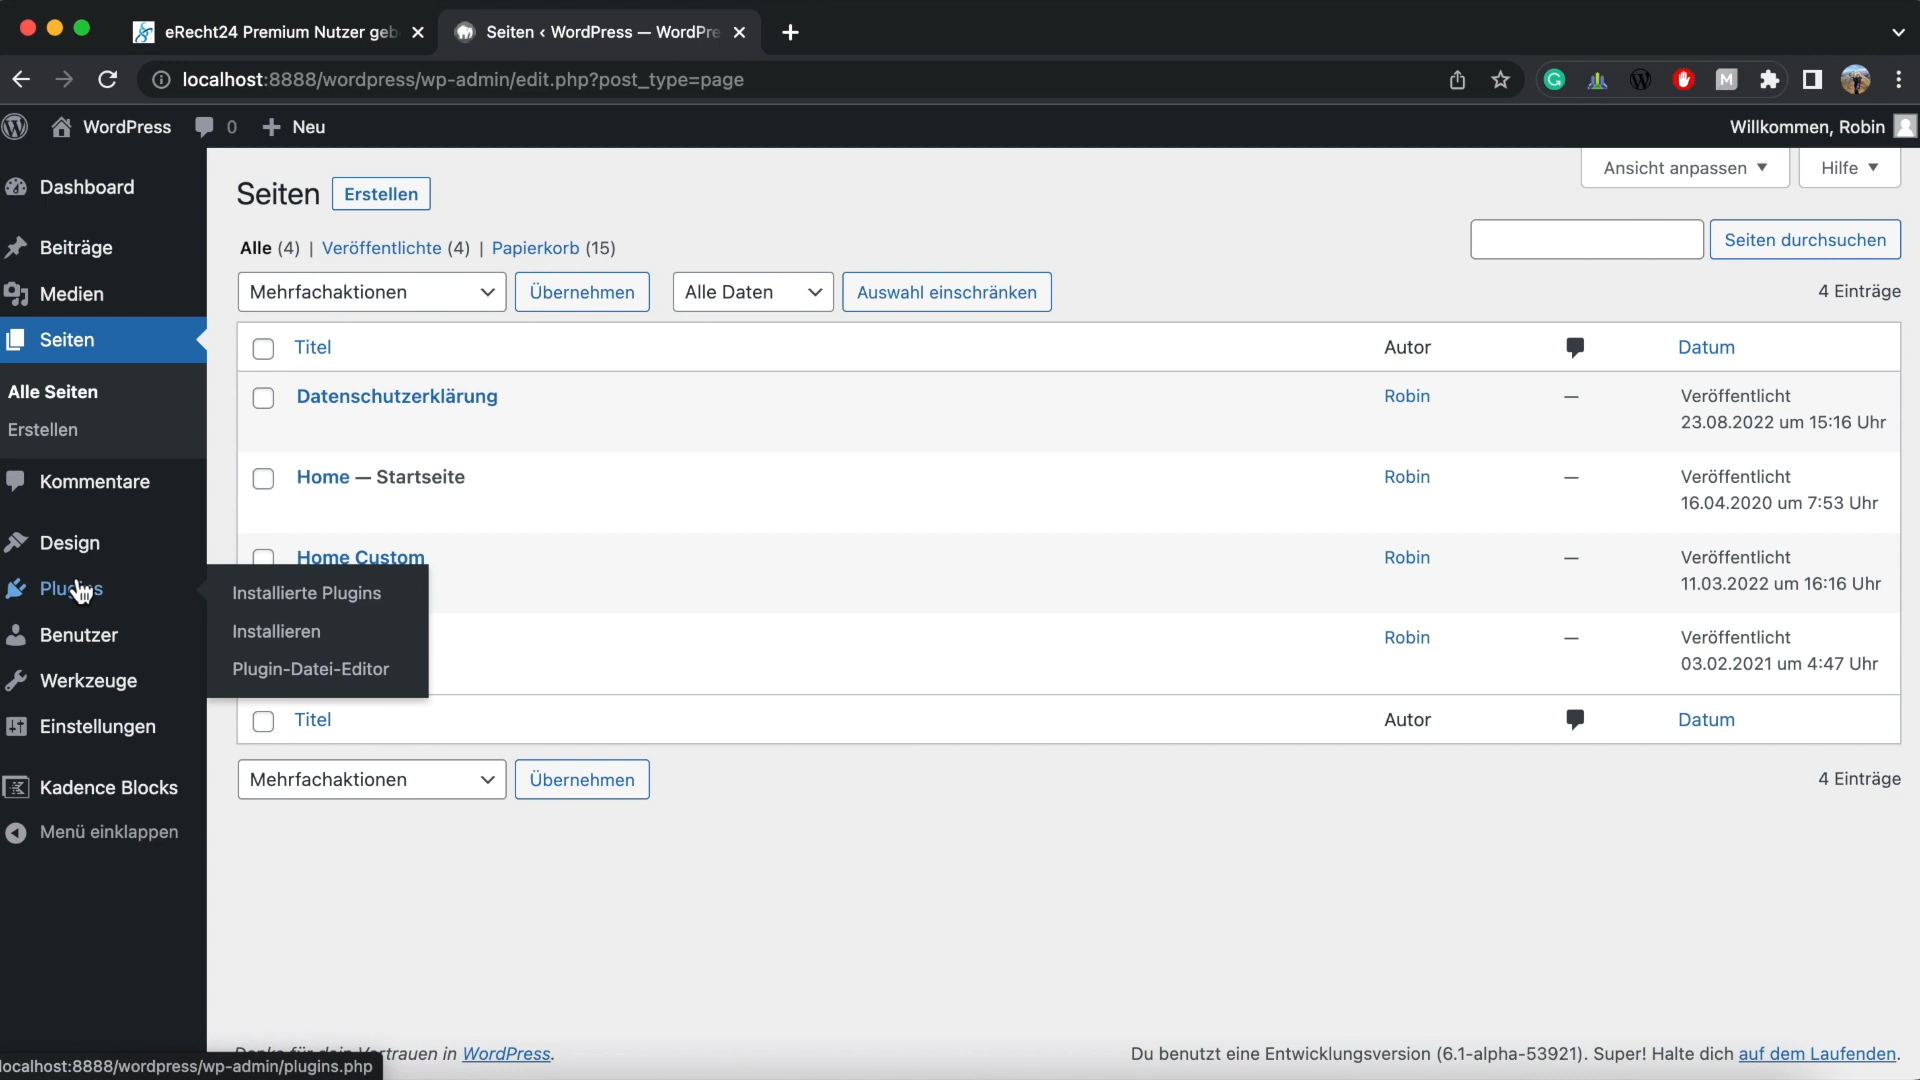 eRecht24 Premium Nutzer geb
Seiten ‹ WordPress — WordPre
localhost:8888/wordpress/wp-admin/edit.php?post_type=page
WordPress 0 Neu
Willkommen, Robin
Dashboard
Beiträge
Medien
Seiten
Alle Seiten
Erstellen
Kommentare
Design
Plugins
Benutzer
Werkzeuge
Einstellungen
Kadence Blocks
Menü einklappen
Installierte Plugins
Installieren
Plugin-Datei-Editor
Ansicht anpassen
Hilfe
Seiten Erstellen
Alle (4) | Veröffentlichte (4) | Papierkorb (15)
Seiten durchsuchen
Mehrfachaktionen Übernehmen Alle Daten Auswahl einschränken 4 Einträge
Titel Autor Datum
Datenschutzerklärung Robin — Veröffentlicht
23.08.2022 um 15:16 Uhr
Home — Startseite Robin — Veröffentlicht
16.04.2020 um 7:53 Uhr
Home Custom Robin — Veröffentlicht
11.03.2022 um 16:16 Uhr
Robin — Veröffentlicht
03.02.2021 um 4:47 Uhr
Titel Autor Datum
Mehrfachaktionen Übernehmen 4 Einträge
Danke für dein Vertrauen in WordPress.
Du benutzt eine Entwicklungsversion (6.1-alpha-53921). Super! Halte dich auf dem Laufenden.
localhost:8888/wordpress/wp-admin/plugins.php